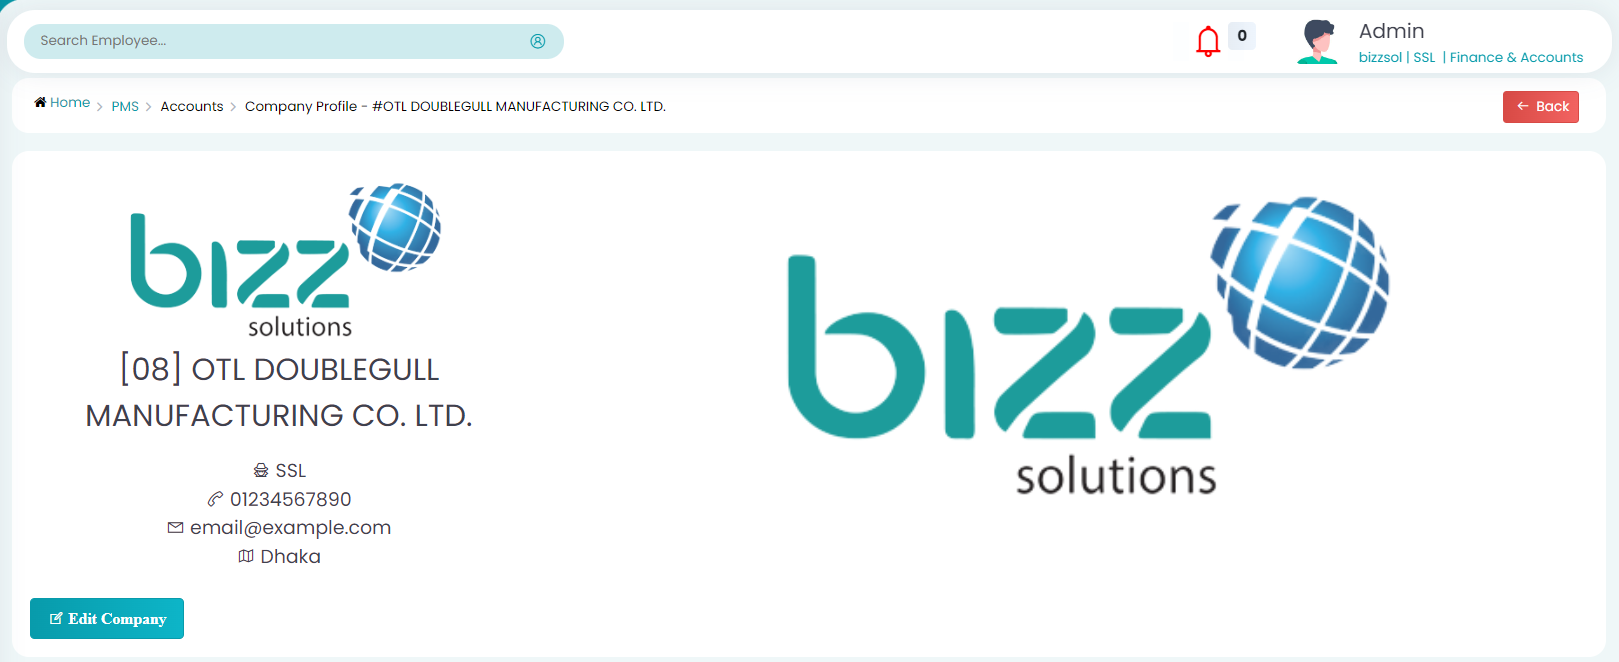 Search Employee...
0
Admin
bizzsol | SSL | Finance & Accounts
Home > PMS > Accounts > Company Profile - #OTL DOUBLEGULL MANUFACTURING CO. LTD.
← Back
bizz
solutions
[08] OTL DOUBLEGULL
MANUFACTURING CO. LTD.
SSL
01234567890
email@example.com
Dhaka
Edit Company
bizz
solutions